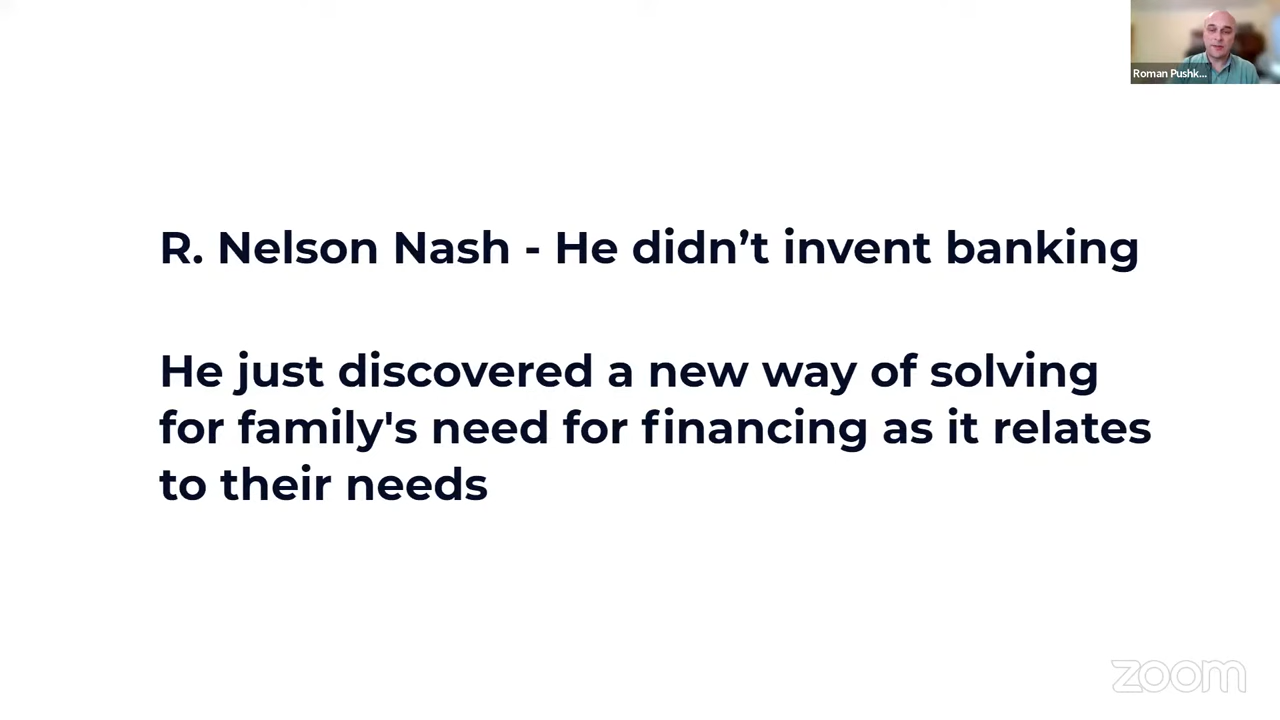 Roman Pushk...
R. Nelson Nash - He didn’t invent banking
He just discovered a new way of solving
for family's need for financing as it relates
to their needs
zoom